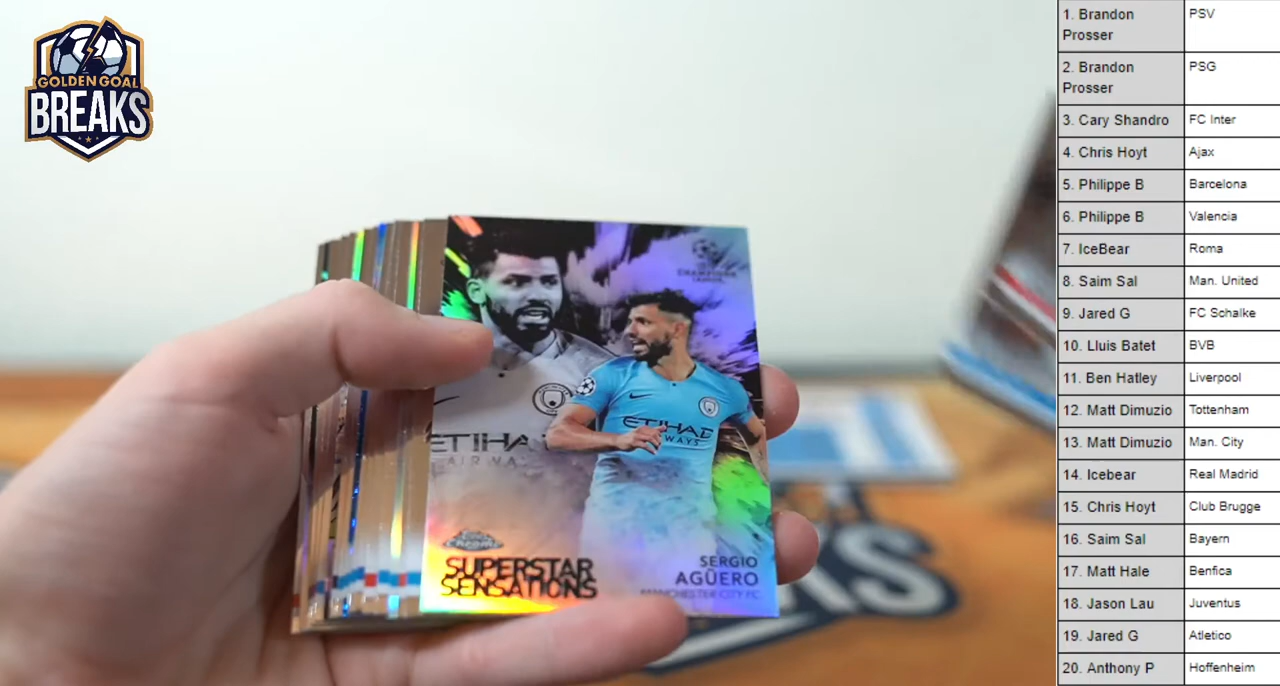 GOLDEN GOAL
BREAKS
CHAMPIONS
LEAGUE
ETIHAD
AIRWAYS
Chrome
SUPERSTAR
SENSATIONS
SERGIO
AGÜERO
MANCHESTER CITY FC
1. Brandon Prosser PSV
2. Brandon Prosser PSG
3. Cary Shandro FC Inter
4. Chris Hoyt Ajax
5. Philippe B Barcelona
6. Philippe B Valencia
7. IceBear Roma
8. Saim Sal Man. United
9. Jared G FC Schalke
10. Lluis Batet BVB
11. Ben Hatley Liverpool
12. Matt Dimuzio Tottenham
13. Matt Dimuzio Man. City
14. Icebear Real Madrid
15. Chris Hoyt Club Brugge
16. Saim Sal Bayern
17. Matt Hale Benfica
18. Jason Lau Juventus
19. Jared G Atletico
20. Anthony P Hoffenheim